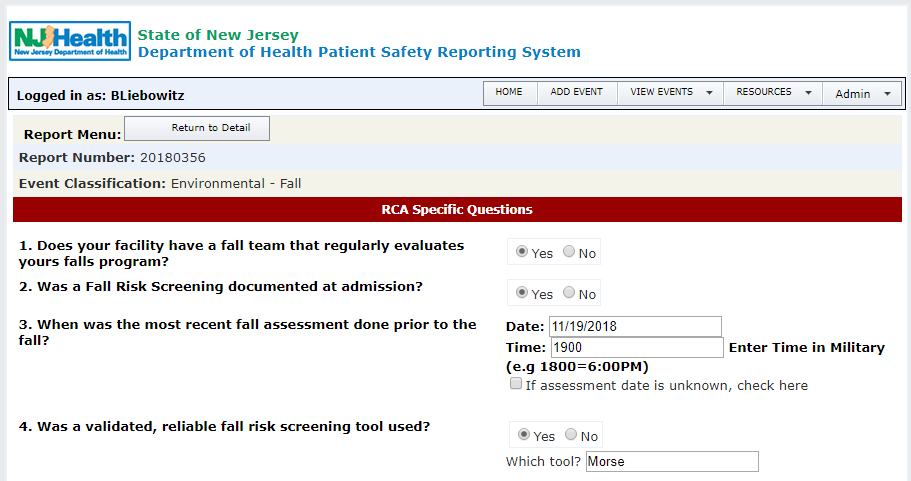 NJHealth
New Jersey Department of Health
State of New Jersey
Department of Health Patient Safety Reporting System
Logged in as: BLiebowitz
HOME ADD EVENT VIEW EVENTS RESOURCES Admin
Report Menu: Return to Detail
Report Number: 20180356
Event Classification: Environmental - Fall
RCA Specific Questions
1. Does your facility have a fall team that regularly evaluates
yours falls program?
Yes No
2. Was a Fall Risk Screening documented at admission?
Yes No
3. When was the most recent fall assessment done prior to the
fall?
Date: 11/19/2018
Time: 1900 Enter Time in Military
(e.g 1800=6:00PM)
If assessment date is unknown, check here
4. Was a validated, reliable fall risk screening tool used?
Yes No
Which tool? Morse